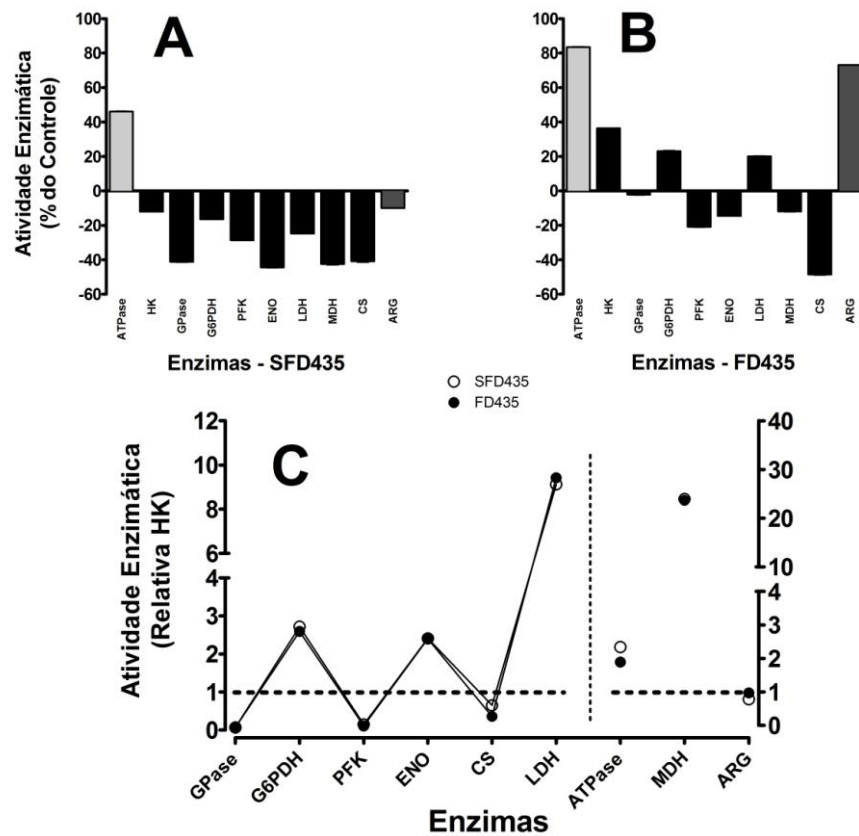 A
B
Atividade Enzimática
(% do Controle)
100
80
60
40
20
0
-20
-40
-60
100
80
60
40
20
0
-20
-40
-60
ATPase
HK
GPase
G6PDH
PFK
ENO
LDH
MDH
CS
ARG
ATPase
HK
GPase
G6PDH
PFK
ENO
LDH
MDH
CS
ARG
Enzimas - SFD435
Enzimas - FD435
SFD435
FD435
C
Atividade Enzimática
(Relativa HK)
12
10
8
6
4
3
2
1
0
40
30
20
10
4
3
2
1
0
GPase
G6PDH
PFK
ENO
CS
LDH
ATPase
MDH
ARG
Enzimas